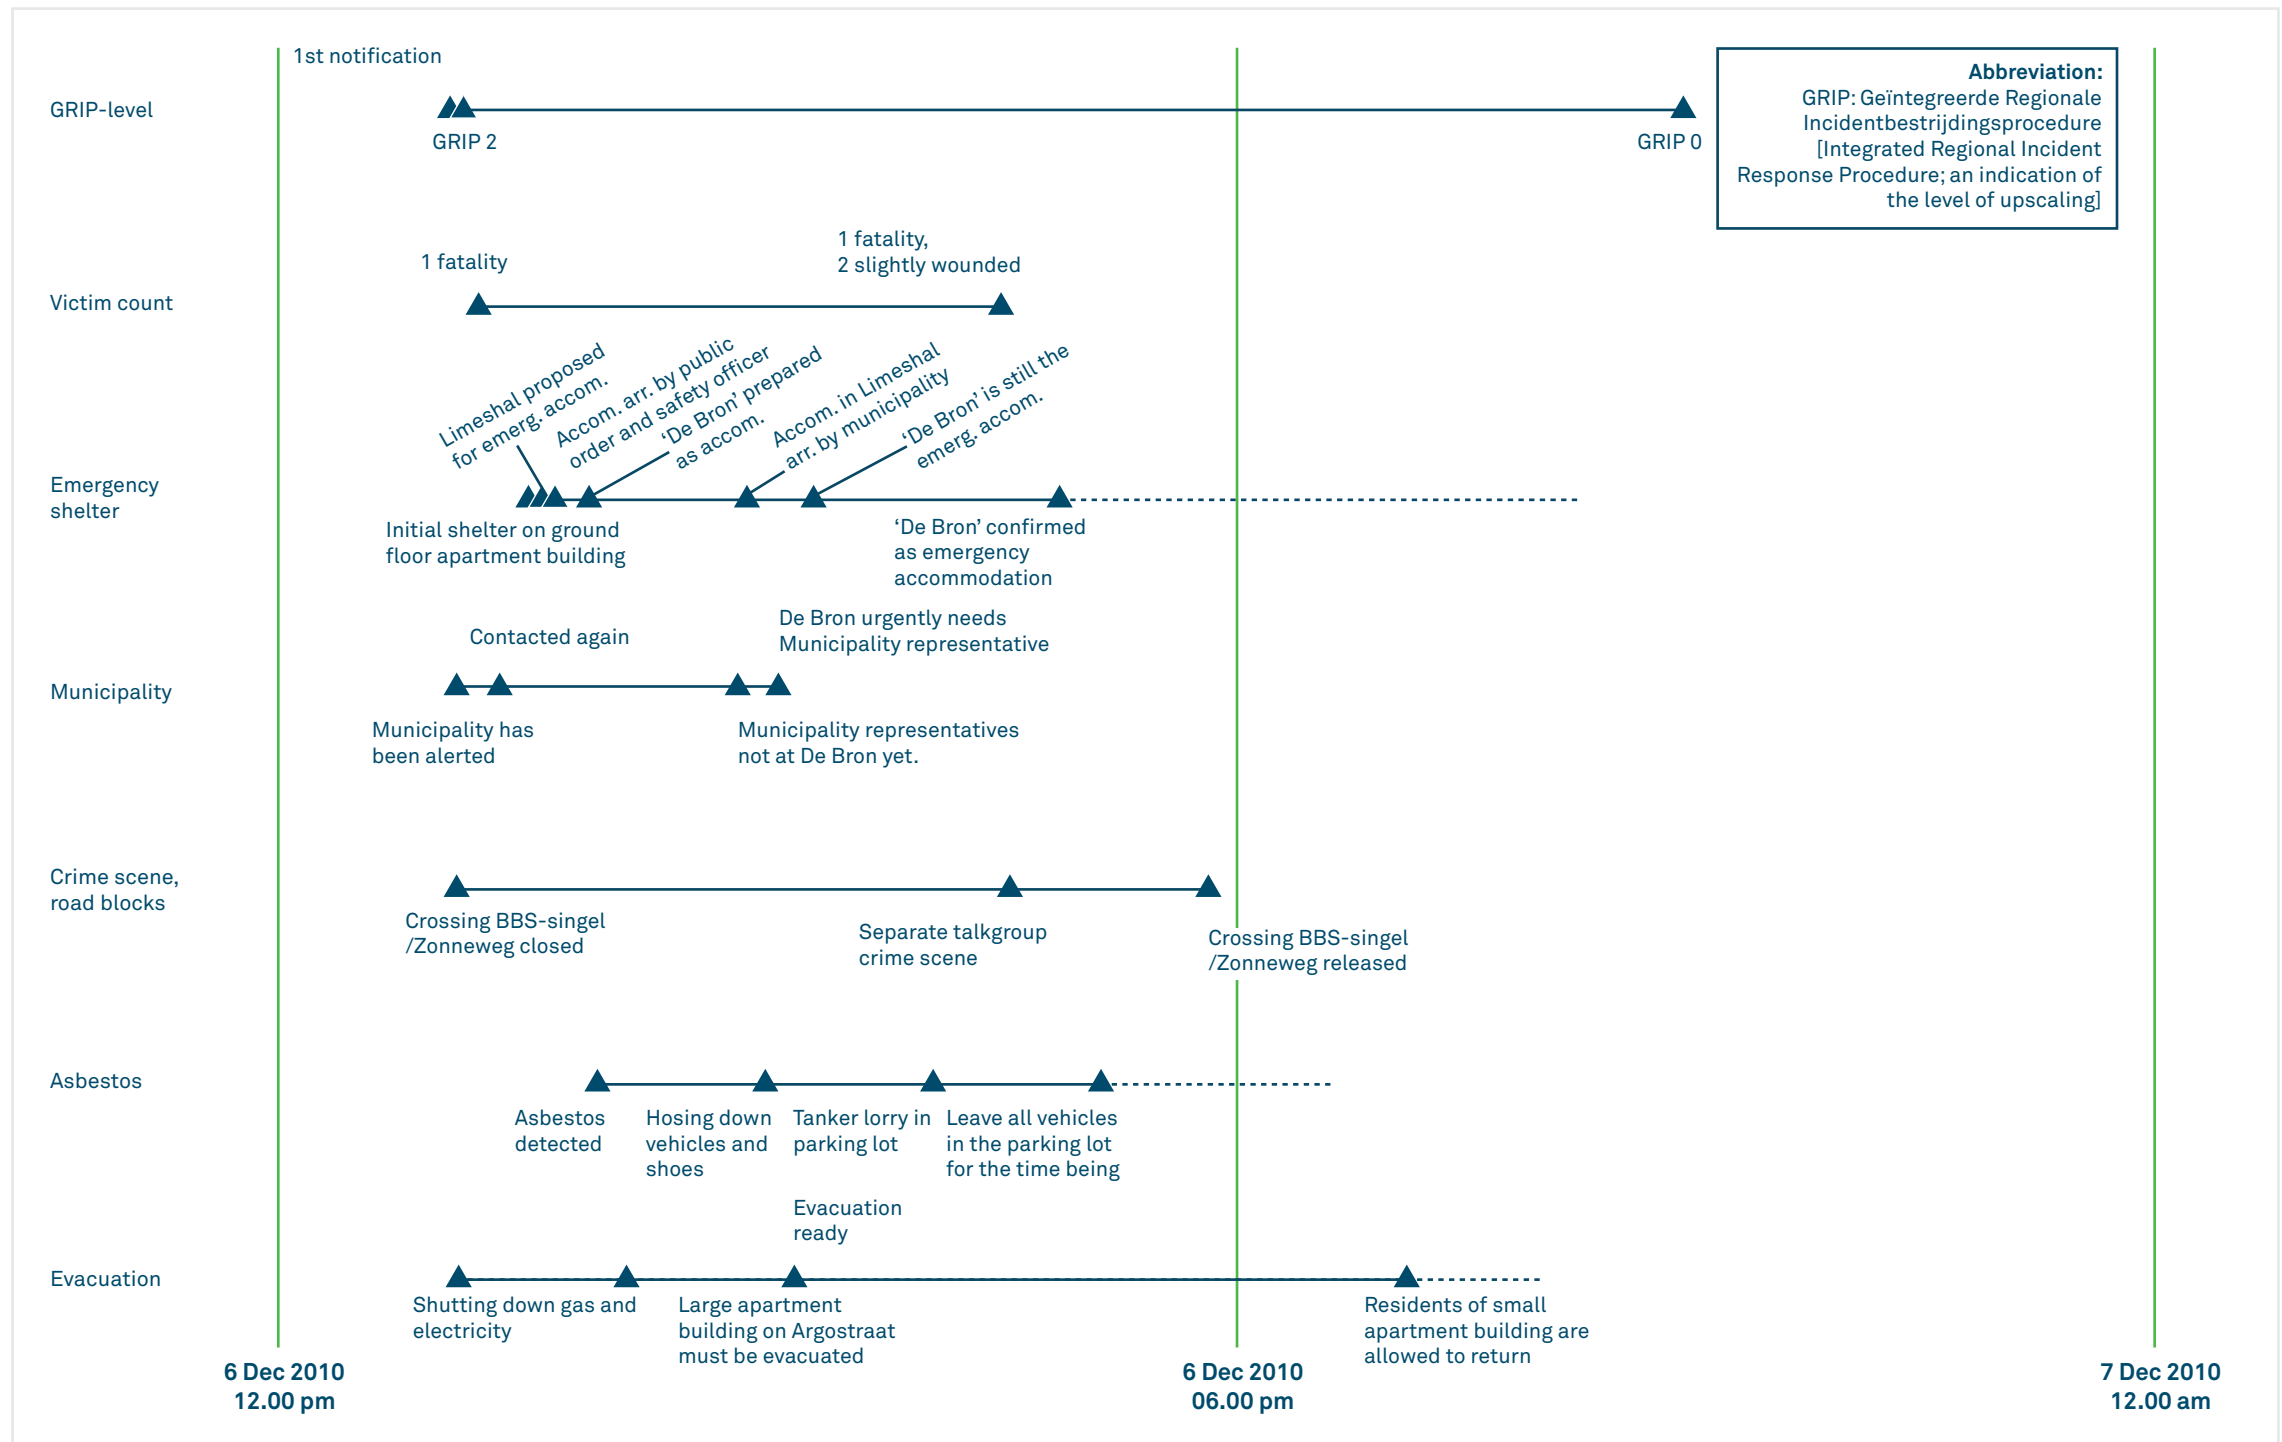 1st notification
GRIP-level
GRIP 2
GRIP 0
Abbreviation:
GRIP: Geïntegreerde Regionale
Incidentbestrijdingsprocedure
[Integrated Regional Incident
Response Procedure; an indication of
the level of upscaling]
Victim count
1 fatality
1 fatality,
2 slightly wounded
Emergency
shelter
Limeshal proposed
for emerg. accom.
Accom. arr. by public
order and safety officer
‘De Bron’ prepared
as accom.
Accom. in Limeshal
arr. by municipality
‘De Bron’ is still the
emerg. accom.
Initial shelter on ground
floor apartment building
‘De Bron’ confirmed
as emergency
accommodation
Municipality
Contacted again
De Bron urgently needs
Municipality representative
Municipality has
been alerted
Municipality representatives
not at De Bron yet.
Crime scene,
road blocks
Crossing BBS-singel
/Zonneweg closed
Separate talkgroup
crime scene
Crossing BBS-singel
/Zonneweg released
Asbestos
Asbestos
detected
Hosing down
vehicles and
shoes
Tanker lorry in
parking lot
Leave all vehicles
in the parking lot
for the time being
Evacuation
Evacuation
ready
Shutting down gas and
electricity
Large apartment
building on Argostraat
must be evacuated
Residents of small
apartment building are
allowed to return
6 Dec 2010
12.00 pm
6 Dec 2010
06.00 pm
7 Dec 2010
12.00 am